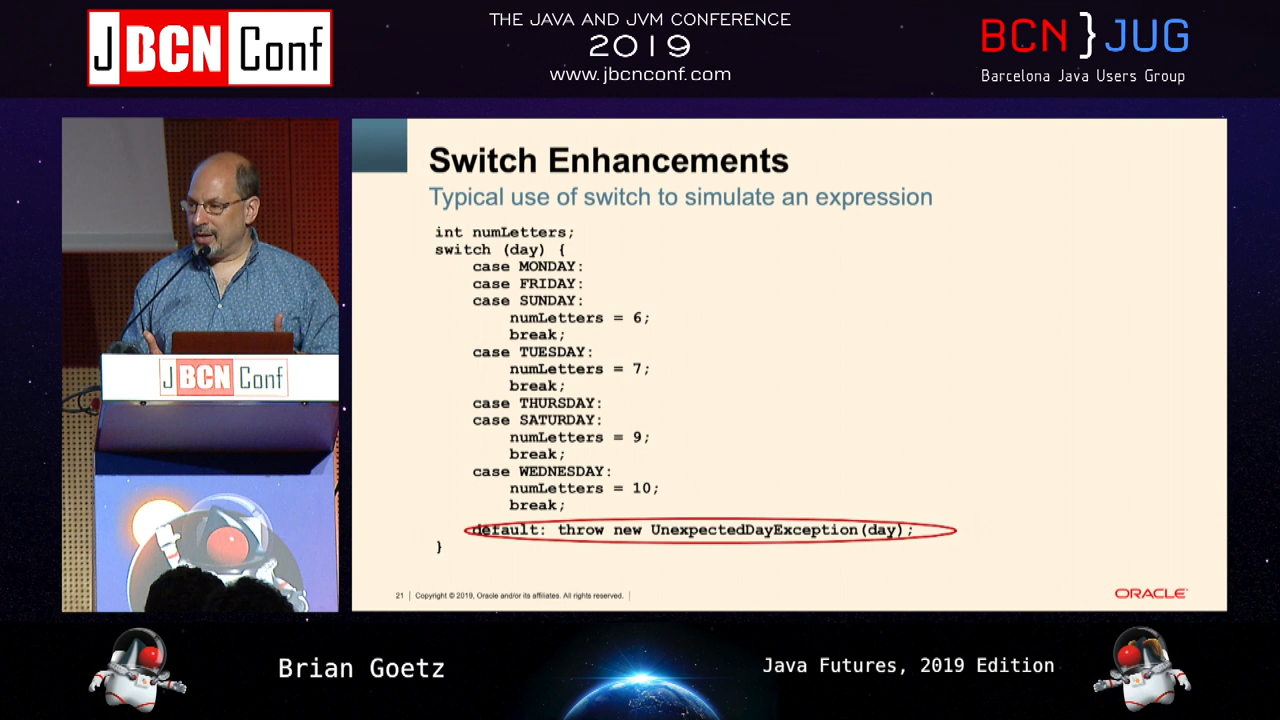 J BCN Conf
THE JAVA AND JVM CONFERENCE
2019
www.jbcnconf.com
BCN}JUG
Barcelona Java Users Group
Switch Enhancements
Typical use of switch to simulate an expression
int numLetters;
switch (day) {
case MONDAY:
case FRIDAY:
case SUNDAY:
numLetters = 6;
break;
case TUESDAY:
numLetters = 7;
break;
case THURSDAY:
case SATURDAY:
numLetters = 9;
break;
case WEDNESDAY:
numLetters = 10;
break;
default: throw new UnexpectedDayException(day);
}
21 | Copyright © 2019, Oracle and/or its affiliates. All rights reserved. |
ORACLE
J BCN Conf
Brian Goetz
Java Futures, 2019 Edition